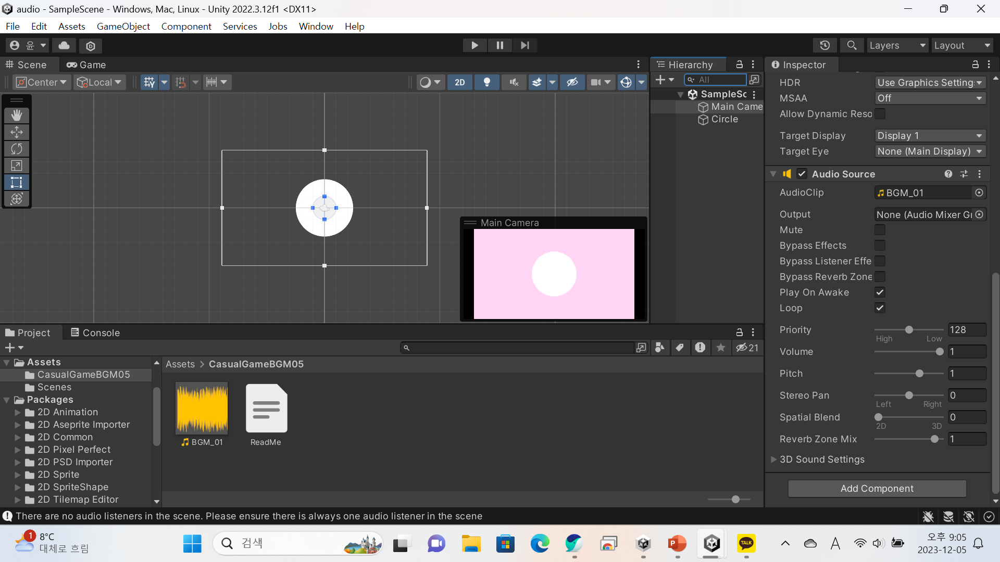 audio - SampleScene - Windows, Mac, Linux - Unity 2022.3.12f1 <DX11>
File Edit Assets GameObject Component Services Jobs Window Help
윤
Layers
Layout
Scene
Game
Center
Local
2D
Hierarchy
All
SampleSc
Main Came
Circle
Main Camera
Inspector
HDR Use Graphics Setting
MSAA Off
Allow Dynamic Reso
Target Display Display 1
Target Eye None (Main Display)
Audio Source
AudioClip BGM_01
Output None (Audio Mixer Gr
Mute
Bypass Effects
Bypass Listener Effe
Bypass Reverb Zone
Play On Awake
Loop
Priority 128
High Low
Volume 1
Pitch 1
Stereo Pan 0
Left Right
Spatial Blend 0
2D 3D
Reverb Zone Mix 1
3D Sound Settings
Add Component
Project
Console
21
Assets
CasualGameBGM05
Scenes
Packages
2D Animation
2D Aseprite Importer
2D Common
2D Pixel Perfect
2D PSD Importer
2D Sprite
2D SpriteShape
2D Tilemap Editor
Assets > CasualGameBGM05
BGM_01
ReadMe
There are no audio listeners in the scene. Please ensure there is always one audio listener in the scene
1
8°C
대체로 흐림
검색
P
TALK
A
오후 9:05
2023-12-05